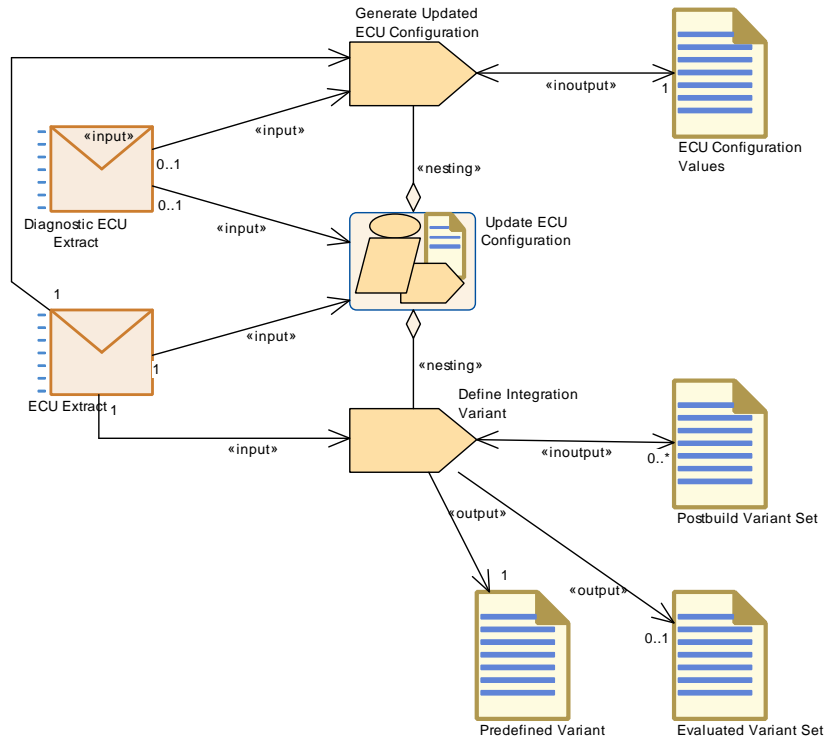 Generate Updated
ECU Configuration
«inoutput»
1
ECU Configuration
Values
«input»
«input»
0..1
0..1
Diagnostic ECU
Extract
«input»
«nesting»
Update ECU
Configuration
1
«input»
1
ECU Extract
1
«nesting»
Define Integration
Variant
«input»
«inoutput»
0..*
Postbuild Variant Set
«output»
1
«output»
0..1
Predefined Variant
Evaluated Variant Set